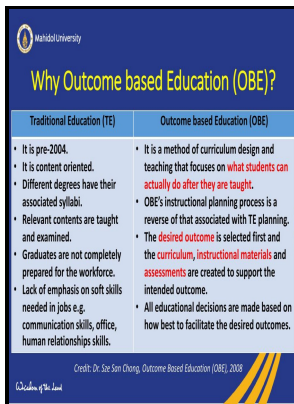 Mahidol University
Why Outcome based Education (OBE)?
Traditional Education (TE)
• It is pre-2004.
• It is content oriented.
• Different degrees have their
associated syllabi.
• Relevant contents are taught
and examined.
• Graduates are not completely
prepared for the workforce.
• Lack of emphasis on soft skills
needed in jobs e.g.
communication skills, office,
human relationships skills.
Outcome based Education (OBE)
• It is a method of curriculum design and
teaching that focuses on what students can
actually do after they are taught.
• OBE's instructional planning process is a
reverse of that associated with TE planning.
• The desired outcome is selected first and
the curriculum, instructional materials and
assessments are created to support the
intended outcome.
• All educational decisions are made based on
how best to facilitate the desired outcomes.
Credit: Dr. Sze San Chong, Outcome Based Education (OBE), 2008
Wisdom of the Land